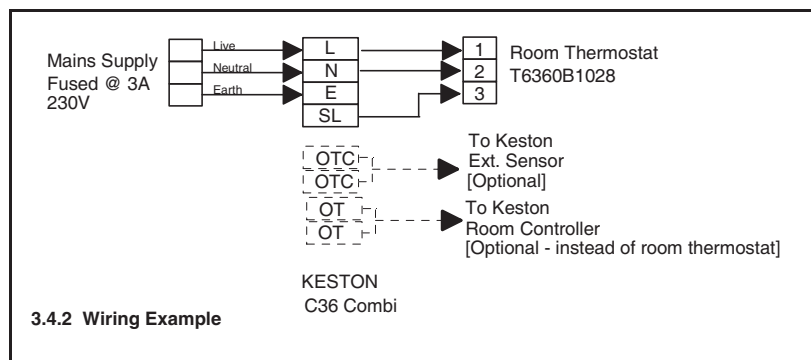 Mains Supply
Fused @ 3A
230V
Live
Neutral
Earth
L
N
E
SL
1
2
3
Room Thermostat
T6360B1028
OTC
OTC
To Keston
Ext. Sensor
[Optional]
OT
OT
To Keston
Room Controller
[Optional - instead of room thermostat]
KESTON
C36 Combi
3.4.2 Wiring Example